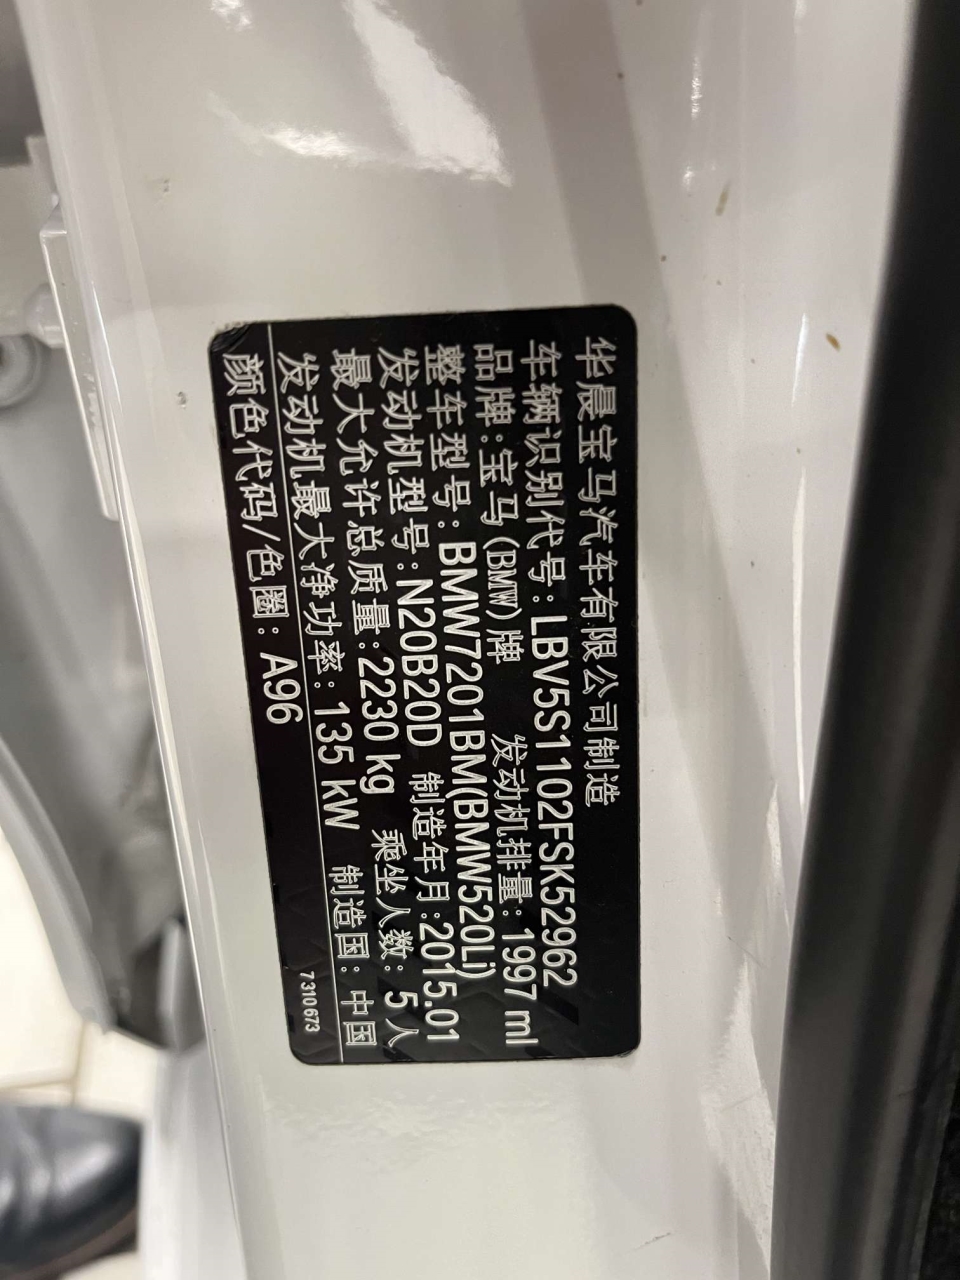 华晨宝马汽车有限公司制造
车辆识别代号:LBV5S1102FSK52962
品牌:宝马(BMW)牌 发动机排量:1997 ml
整车型号:BMW7201BM(BMW520Li)
发动机型号:N20B20D 制造年月:2015.01
最大允许总质量:2230 kg 乘坐人数: 5 人
发动机最大净功率:135 kW 制造国: 中国
颜色代码/色圈: A96
7310 673